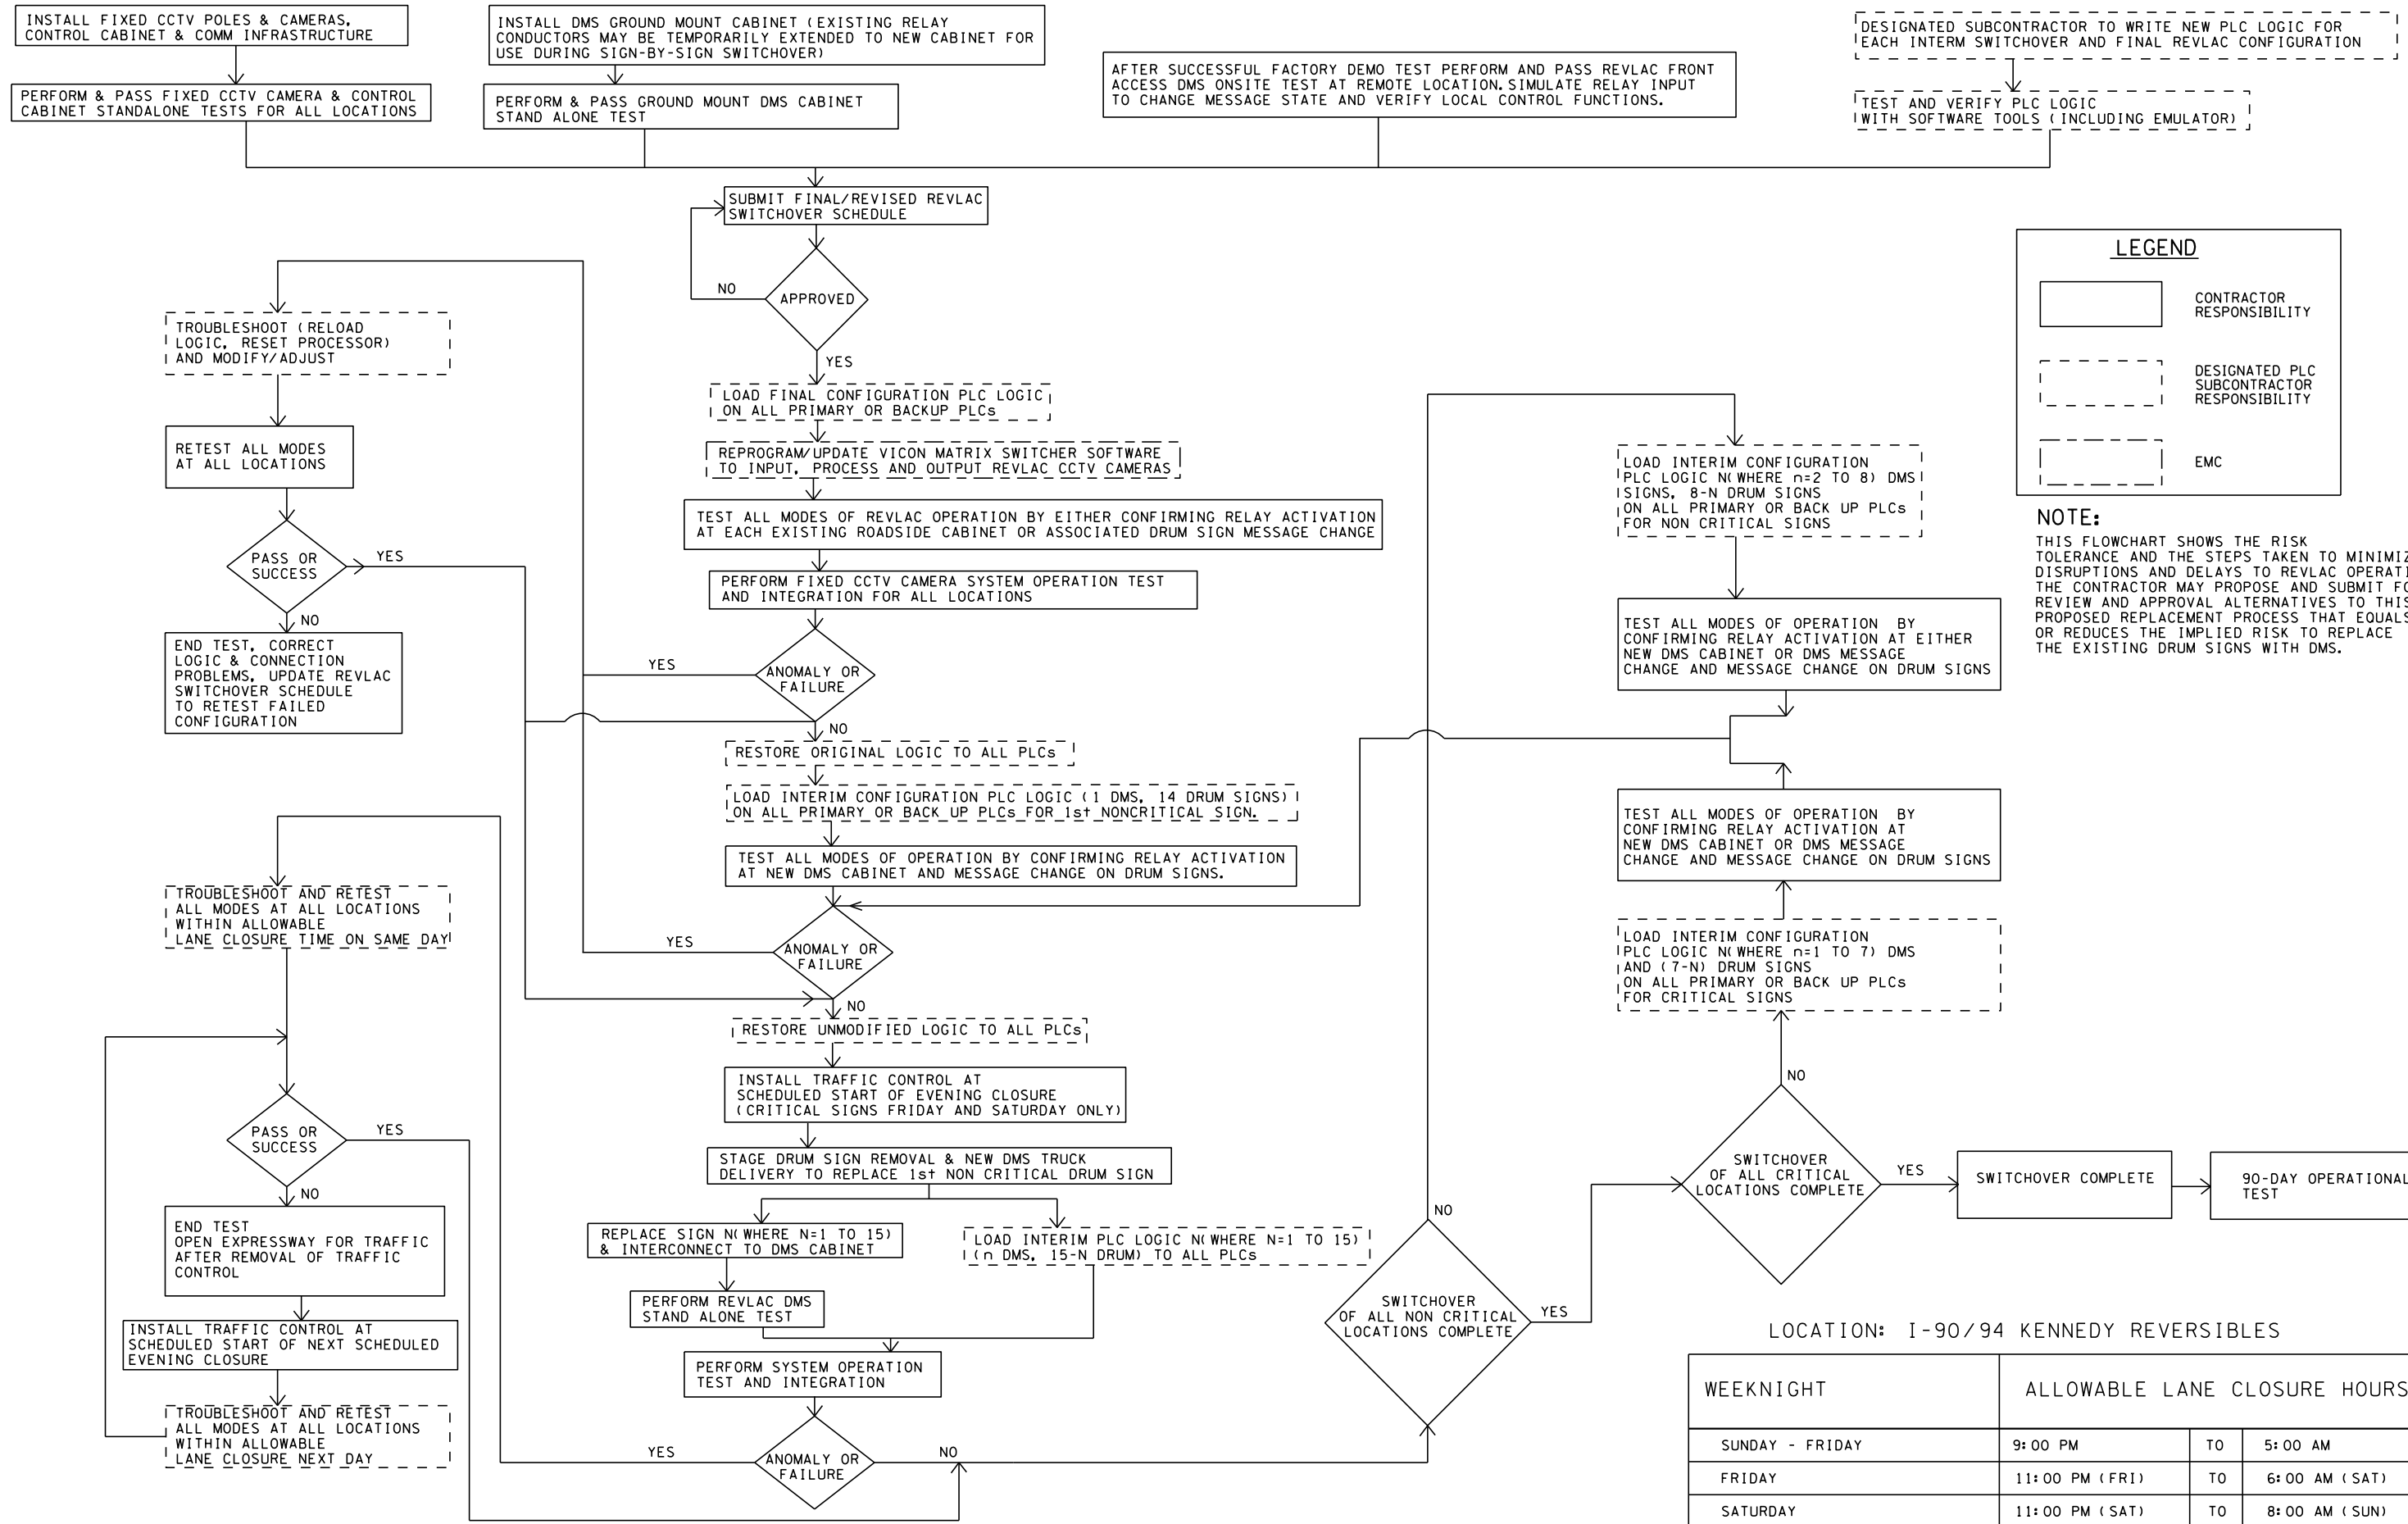 INSTALL FIXED CCTV POLES & CAMERAS,
CONTROL CABINET & COMM INFRASTRUCTURE
PERFORM & PASS FIXED CCTV CAMERA & CONTROL
CABINET STANDALONE TESTS FOR ALL LOCATIONS
INSTALL DMS GROUND MOUNT CABINET (EXISTING RELAY
CONDUCTORS MAY BE TEMPORARILY EXTENDED TO NEW CABINET FOR
USE DURING SIGN-BY-SIGN SWITCHOVER)
PERFORM & PASS GROUND MOUNT DMS CABINET
STAND ALONE TEST
AFTER SUCCESSFUL FACTORY DEMO TEST PERFORM AND PASS REVLAC FRONT
ACCESS DMS ONSITE TEST AT REMOTE LOCATION. SIMULATE RELAY INPUT
TO CHANGE MESSAGE STATE AND VERIFY LOCAL CONTROL FUNCTIONS.
DESIGNATED SUBCONTRACTOR TO WRITE NEW PLC LOGIC FOR
EACH INTERM SWITCHOVER AND FINAL REVLAC CONFIGURATION
TEST AND VERIFY PLC LOGIC
WITH SOFTWARE TOOLS (INCLUDING EMULATOR)
SUBMIT FINAL/REVISED REVLAC
SWITCHOVER SCHEDULE
NO
APPROVED
YES
LOAD FINAL CONFIGURATION PLC LOGIC
ON ALL PRIMARY OR BACKUP PLCs
REPROGRAM/UPDATE VICON MATRIX SWITCHER SOFTWARE
TO INPUT, PROCESS AND OUTPUT REVLAC CCTV CAMERAS
TEST ALL MODES OF REVLAC OPERATION BY EITHER CONFIRMING RELAY ACTIVATION
AT EACH EXISTING ROADSIDE CABINET OR ASSOCIATED DRUM SIGN MESSAGE CHANGE
PERFORM FIXED CCTV CAMERA SYSTEM OPERATION TEST
AND INTEGRATION FOR ALL LOCATIONS
YES
ANOMALY OR
FAILURE
NO
RESTORE ORIGINAL LOGIC TO ALL PLCs
LOAD INTERIM CONFIGURATION PLC LOGIC (1 DMS, 14 DRUM SIGNS)
ON ALL PRIMARY OR BACK UP PLCs FOR 1st NONCRITICAL SIGN.
TEST ALL MODES OF OPERATION BY CONFIRMING RELAY ACTIVATION
AT NEW DMS CABINET AND MESSAGE CHANGE ON DRUM SIGNS.
YES
ANOMALY OR
FAILURE
NO
RESTORE UNMODIFIED LOGIC TO ALL PLCs
INSTALL TRAFFIC CONTROL AT
SCHEDULED START OF EVENING CLOSURE
(CRITICAL SIGNS FRIDAY AND SATURDAY ONLY)
STAGE DRUM SIGN REMOVAL & NEW DMS TRUCK
DELIVERY TO REPLACE 1st NON CRITICAL DRUM SIGN
REPLACE SIGN N(WHERE N=1 TO 15)
& INTERCONNECT TO DMS CABINET
LOAD INTERIM PLC LOGIC N(WHERE N=1 TO 15)
(n DMS, 15-N DRUM) TO ALL PLCs
PERFORM REVLAC DMS
STAND ALONE TEST
PERFORM SYSTEM OPERATION
TEST AND INTEGRATION
YES
ANOMALY OR
FAILURE
NO
TROUBLESHOOT (RELOAD
LOGIC, RESET PROCESSOR)
AND MODIFY/ADJUST
RETEST ALL MODES
AT ALL LOCATIONS
PASS OR
SUCCESS
YES
NO
END TEST, CORRECT
LOGIC & CONNECTION
PROBLEMS, UPDATE REVLAC
SWITCHOVER SCHEDULE
TO RETEST FAILED
CONFIGURATION
TROUBLESHOOT AND RETEST
ALL MODES AT ALL LOCATIONS
WITHIN ALLOWABLE
LANE CLOSURE TIME ON SAME DAY
PASS OR
SUCCESS
YES
NO
END TEST
OPEN EXPRESSWAY FOR TRAFFIC
AFTER REMOVAL OF TRAFFIC
CONTROL
INSTALL TRAFFIC CONTROL AT
SCHEDULED START OF NEXT SCHEDULED
EVENING CLOSURE
TROUBLESHOOT AND RETEST
ALL MODES AT ALL LOCATIONS
WITHIN ALLOWABLE
LANE CLOSURE NEXT DAY
SWITCHOVER
OF ALL NON CRITICAL
LOCATIONS COMPLETE
NO
YES
LOAD INTERIM CONFIGURATION
PLC LOGIC N(WHERE n=2 TO 8) DMS
SIGNS, 8-N DRUM SIGNS
ON ALL PRIMARY OR BACK UP PLCs
FOR NON CRITICAL SIGNS
TEST ALL MODES OF OPERATION BY
CONFIRMING RELAY ACTIVATION AT EITHER
NEW DMS CABINET OR DMS MESSAGE
CHANGE AND MESSAGE CHANGE ON DRUM SIGNS
TEST ALL MODES OF OPERATION BY
CONFIRMING RELAY ACTIVATION AT
NEW DMS CABINET OR DMS MESSAGE
CHANGE AND MESSAGE CHANGE ON DRUM SIGNS
LOAD INTERIM CONFIGURATION
PLC LOGIC N(WHERE n=1 TO 7) DMS
AND (7-N) DRUM SIGNS
ON ALL PRIMARY OR BACK UP PLCs
FOR CRITICAL SIGNS
NO
SWITCHOVER
OF ALL CRITICAL
LOCATIONS COMPLETE
YES
SWITCHOVER COMPLETE
90-DAY OPERATIONAL
TEST
LEGEND
CONTRACTOR
RESPONSIBILITY
DESIGNATED PLC
SUBCONTRACTOR
RESPONSIBILITY
EMC
NOTE:
THIS FLOWCHART SHOWS THE RISK
TOLERANCE AND THE STEPS TAKEN TO MINIMIZ
DISRUPTIONS AND DELAYS TO REVLAC OPERATI
THE CONTRACTOR MAY PROPOSE AND SUBMIT FO
REVIEW AND APPROVAL ALTERNATIVES TO THIS
PROPOSED REPLACEMENT PROCESS THAT EQUALS
OR REDUCES THE IMPLIED RISK TO REPLACE
THE EXISTING DRUM SIGNS WITH DMS.
LOCATION: I-90/94 KENNEDY REVERSIBLES
WEEKNIGHT ALLOWABLE LANE CLOSURE HOURS
SUNDAY - FRIDAY 9:00 PM TO 5:00 AM
FRIDAY 11:00 PM (FRI) TO 6:00 AM (SAT)
SATURDAY 11:00 PM (SAT) TO 8:00 AM (SUN)